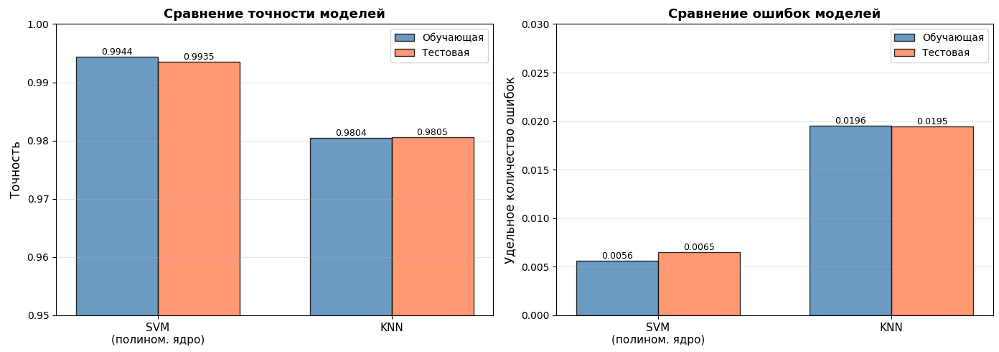 Сравнение точности моделей
Точность
1.00
0.99
0.98
0.97
0.96
0.95
0.9944
0.9935
0.9804
0.9805
Обучающая
Тестовая
SVM
(полином. ядро)
KNN
Сравнение ошибок моделей
Удельное количество ошибок
0.030
0.025
0.020
0.015
0.010
0.005
0.000
0.0056
0.0065
0.0196
0.0195
Обучающая
Тестовая
SVM
(полином. ядро)
KNN